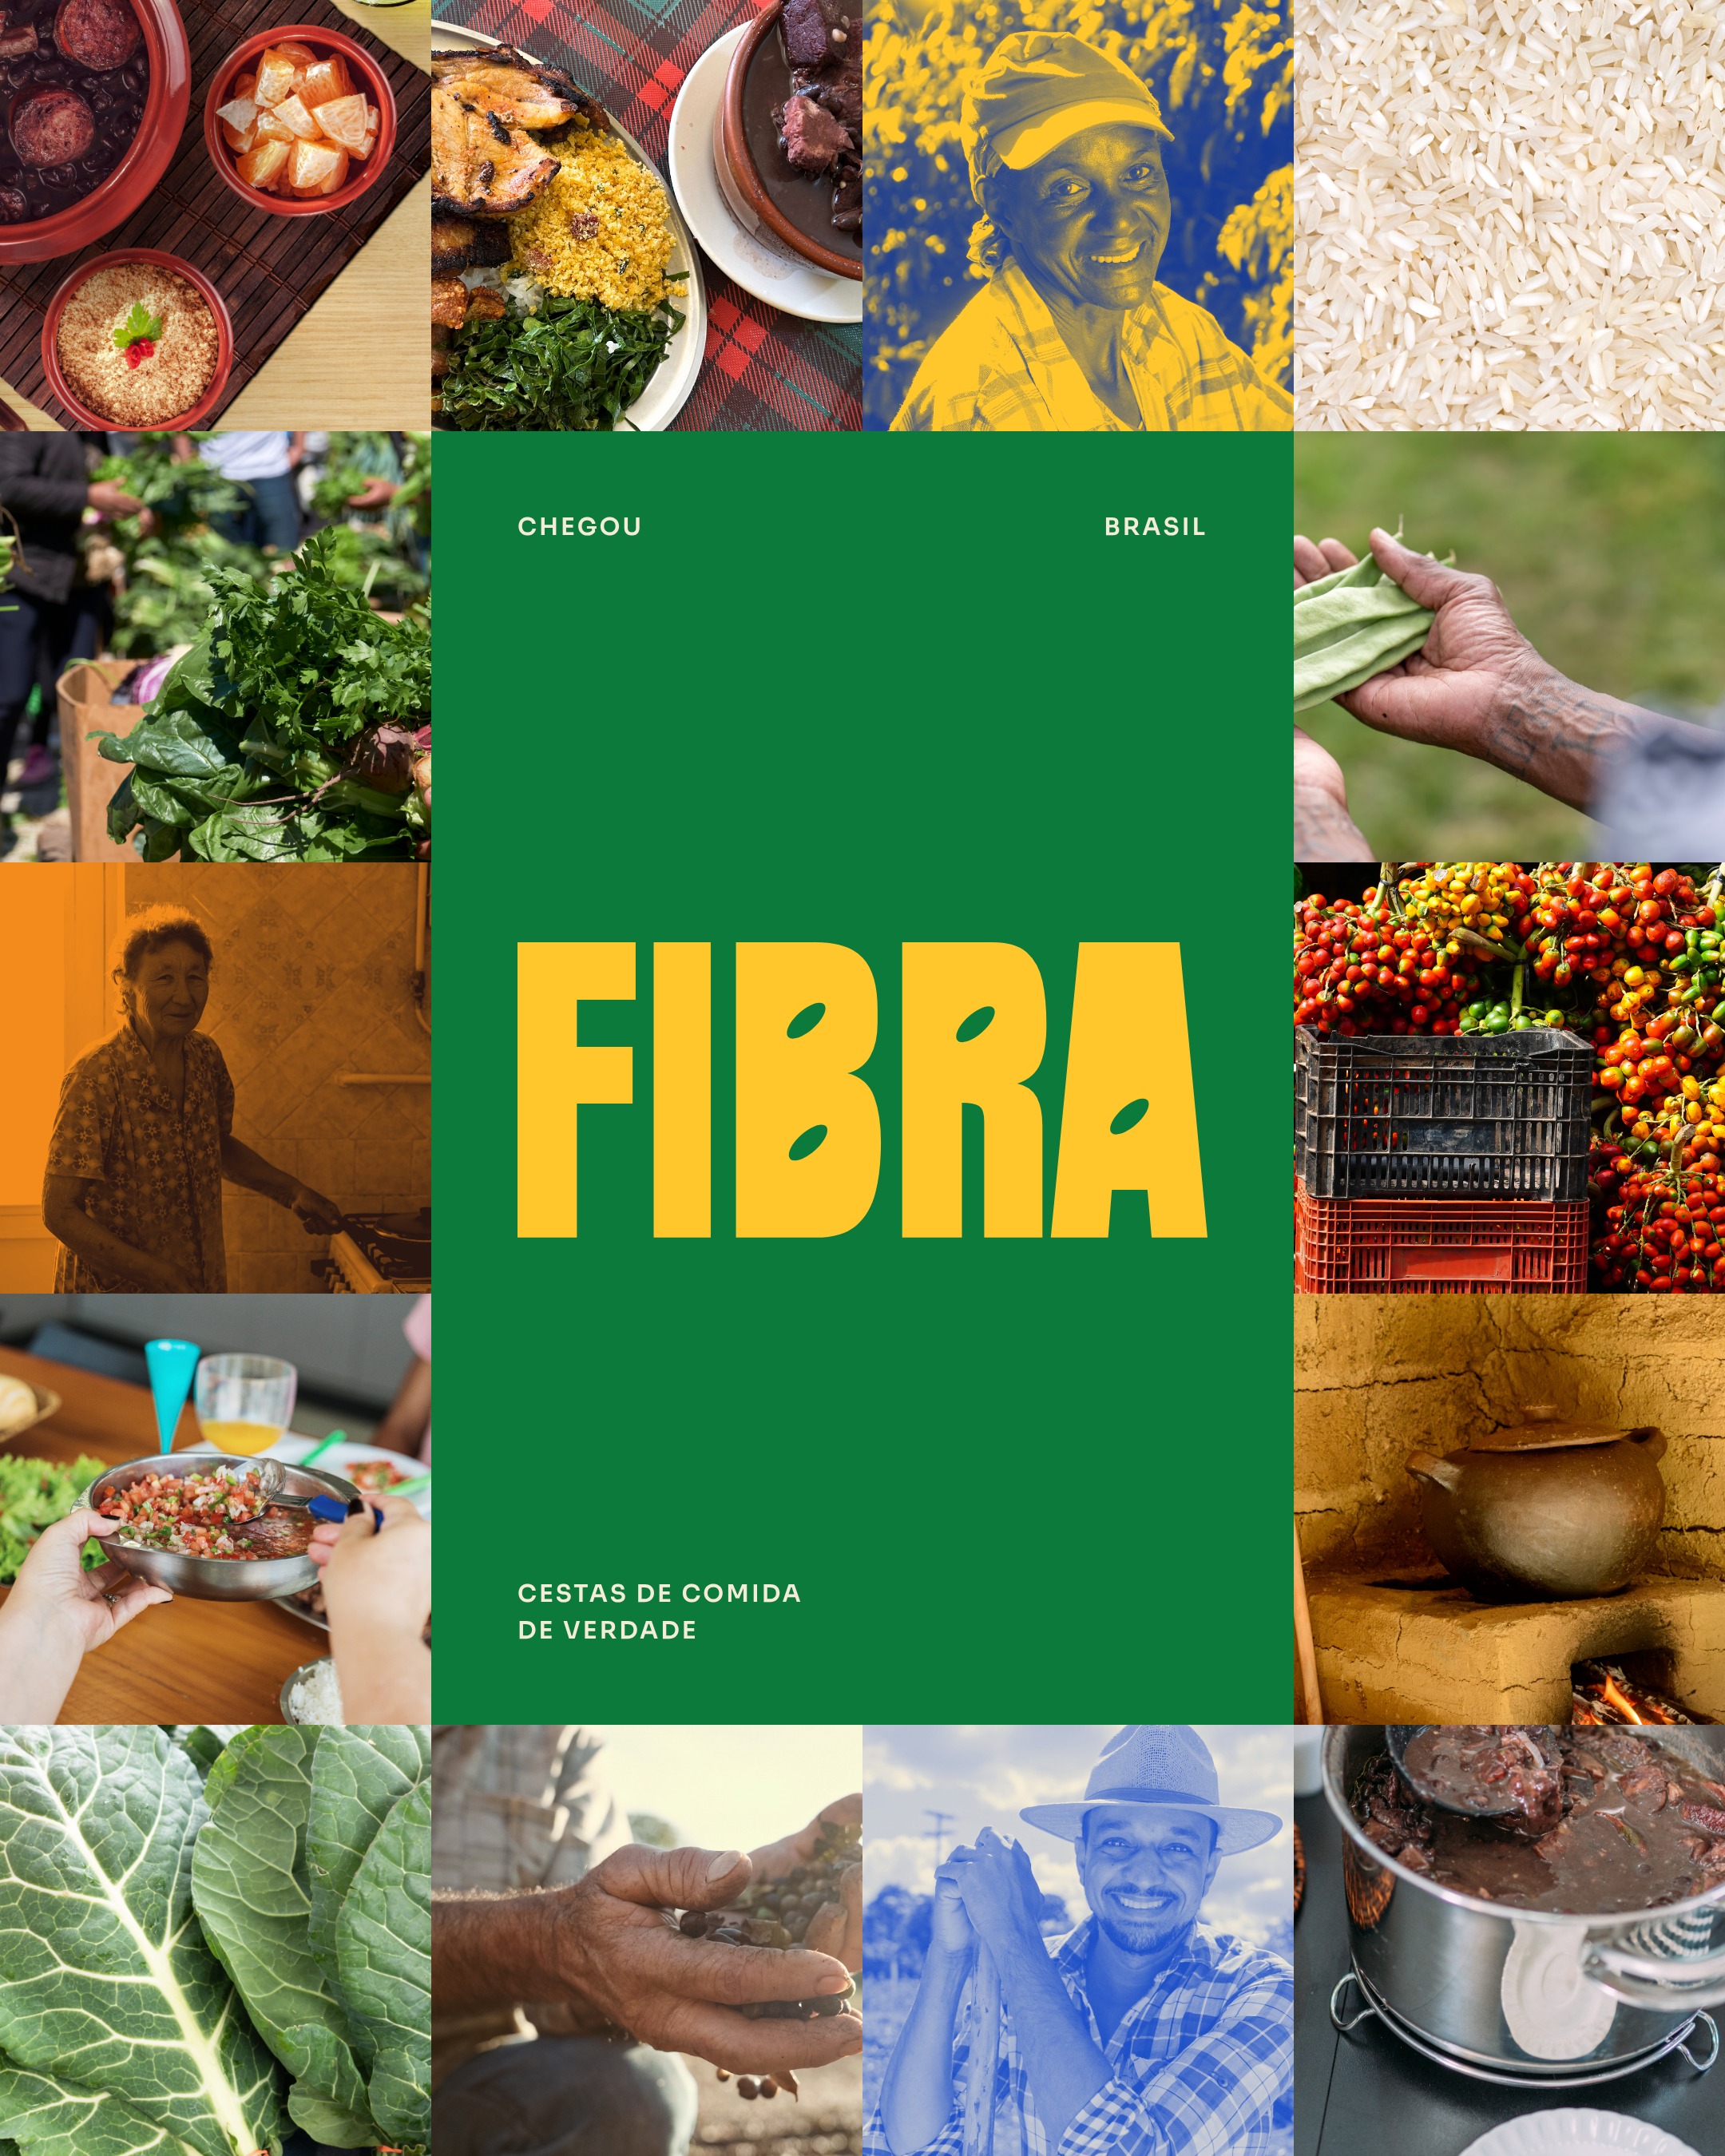 CHEGOU
BRASIL
FIBRA
CESTAS DE COMIDA
DE VERDADE